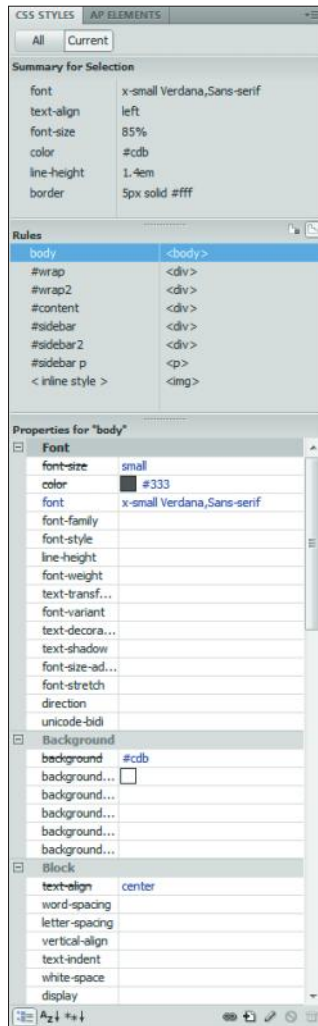 CSS STYLES AP ELEMENTS
All Current
Summary for Selection
font x-small Verdana,Sans-serif
text-align left
font-size 85%
color #cdb
line-height 1.4em
border 5px solid #fff
Rules
body <body>
#wrap <div>
#wrap2 <div>
#content <div>
#sidebar <div>
#sidebar2 <div>
#sidebar p <p>
< inline style > <img>
Properties for "body"
Font
font-size small
color #333
font x-small Verdana,Sans-serif
font-family
font-style
line-height
font-weight
text-transf...
font-variant
text-decora...
text-shadow
font-size-ad...
font-stretch
direction
unicode-bidi
Background
background #cdb
background...
background...
background...
background...
background...
Block
text-align center
word-spacing
letter-spacing
vertical-align
text-indent
white-space
display
AZ↓ **↓